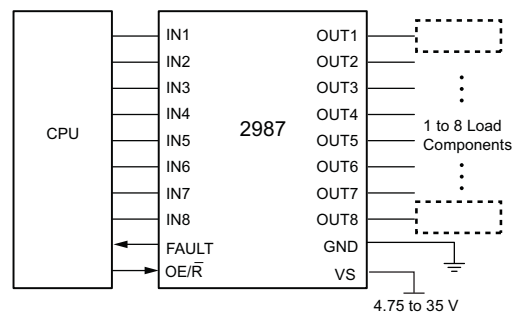 IN1 OUT1
IN2 OUT2
IN3 OUT3
IN4 OUT4
CPU 2987 1 to 8 Load
IN5 OUT5 Components
IN6 OUT6
IN7 OUT7
IN8 OUT8
FAULT GND
OE/R̅ VS
4.75 to 35 V